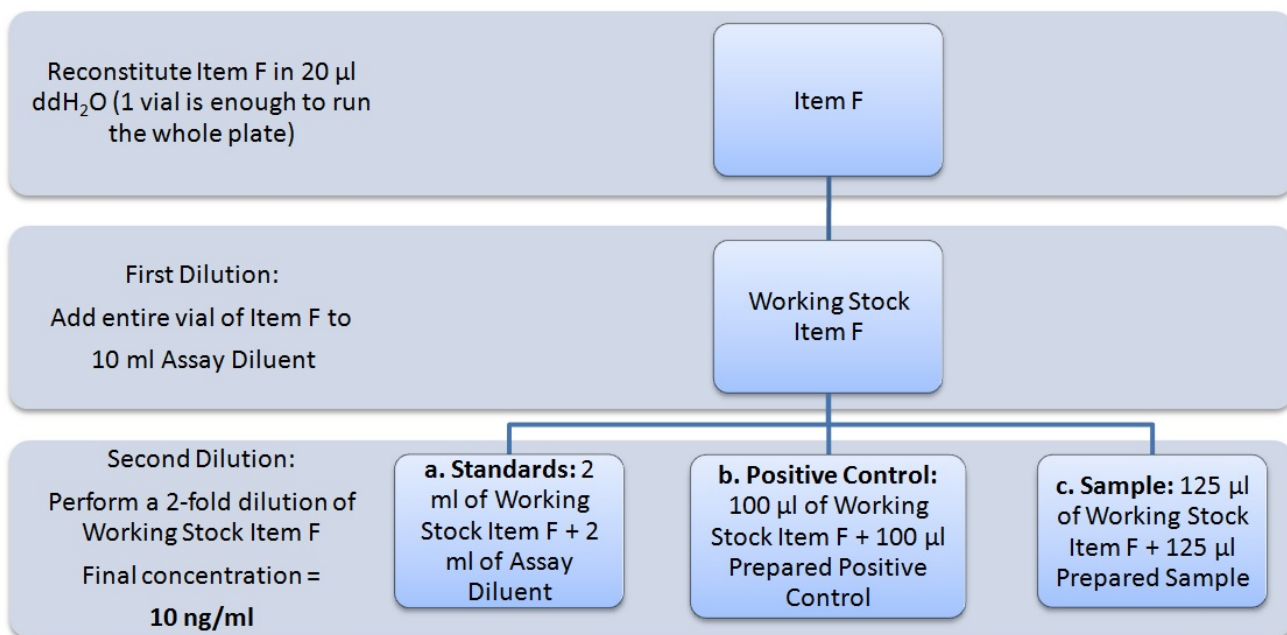 Reconstitute Item F in 20 µl
ddH₂O (1 vial is enough to run
the whole plate)
Item F
First Dilution:
Add entire vial of Item F to
10 ml Assay Diluent
Working Stock
Item F
Second Dilution:
Perform a 2-fold dilution of
Working Stock Item F
Final concentration =
10 ng/ml
a. Standards: 2
ml of Working
Stock Item F + 2
ml of Assay
Diluent
b. Positive Control:
100 µl of Working
Stock Item F + 100 µl
Prepared Positive
Control
c. Sample: 125 µl
of Working Stock
Item F + 125 µl
Prepared Sample